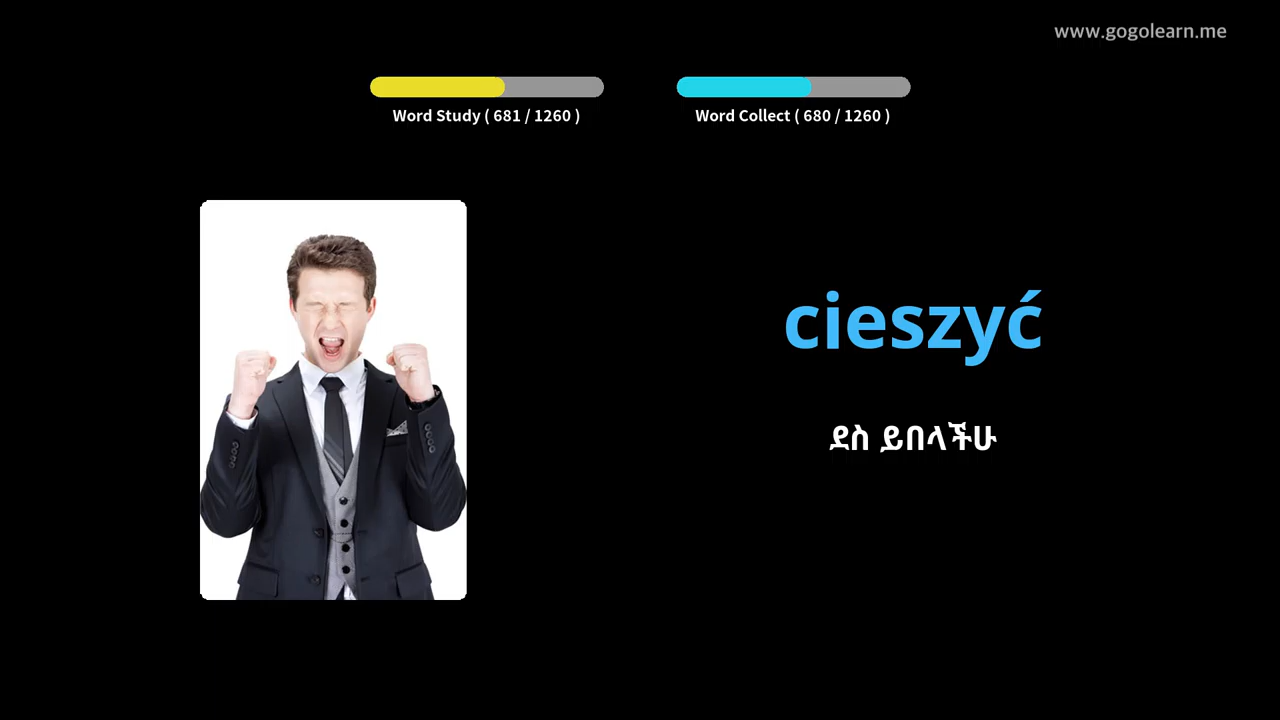 www.gogolearn.me
Word Study ( 681 / 1260 )
Word Collect ( 680 / 1260 )
cieszyć
ደስ ይበላችሁ